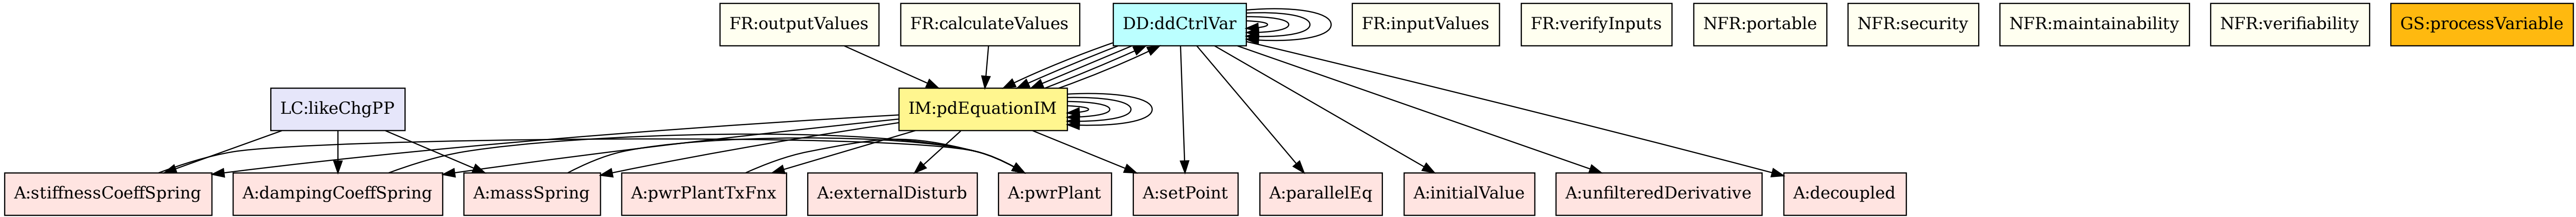 FR:outputValues
FR:calculateValues
DD:ddCtrlVar
FR:inputValues
FR:verifyInputs
NFR:portable
NFR:security
NFR:maintainability
NFR:verifiability
GS:processVariable
LC:likeChgPP
IM:pdEquationIM
A:stiffnessCoeffSpring
A:dampingCoeffSpring
A:massSpring
A:pwrPlantTxFnx
A:externalDisturb
A:pwrPlant
A:setPoint
A:parallelEq
A:initialValue
A:unfilteredDerivative
A:decoupled